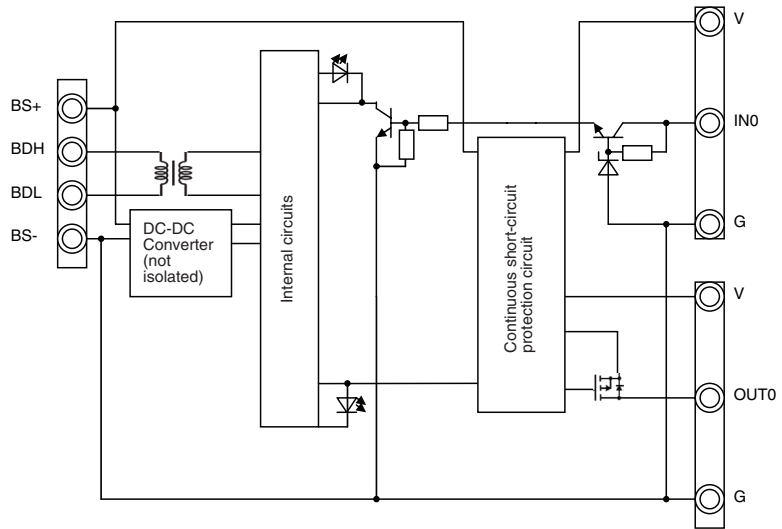 V
BS+
IN0
BDH
BDL
DC-DC
Converter
(not
isolated)
BS-
Internal circuits
Continuous short-circuit
protection circuit
G
V
OUT0
G